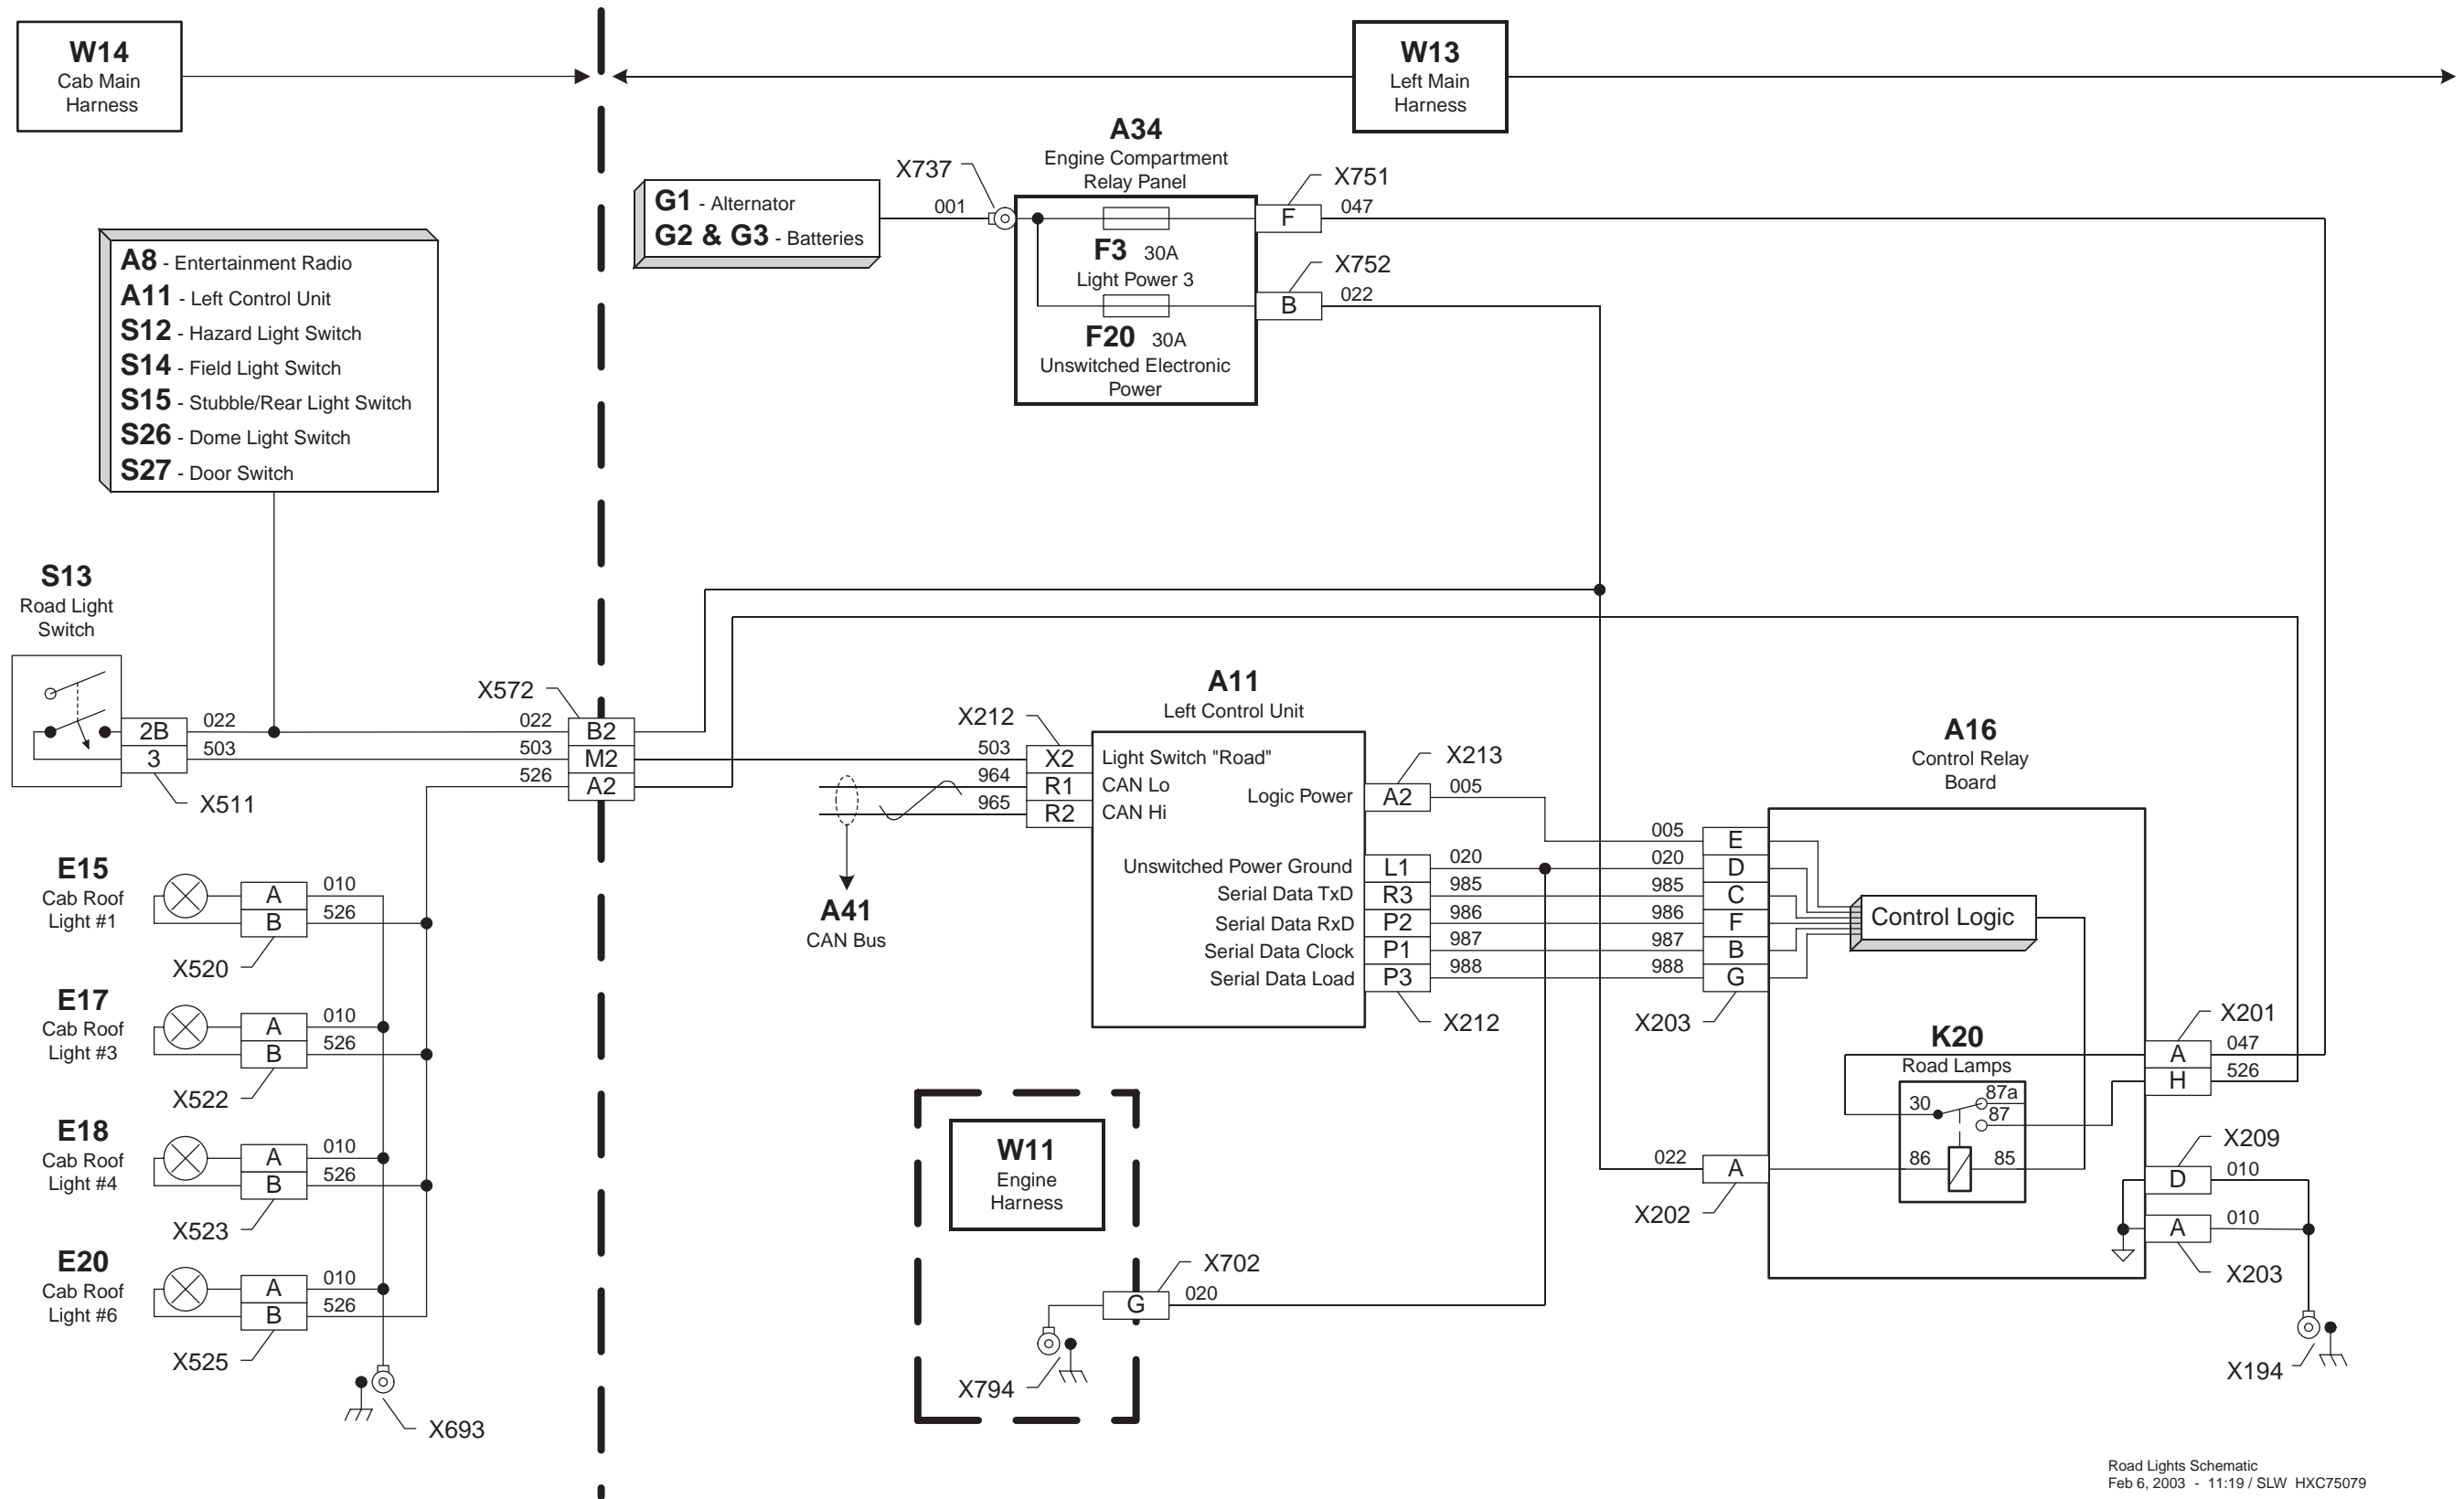 W14
Cab Main
Harness
W13
Left Main
Harness
A34
Engine Compartment
Relay Panel
X737
G1 - Alternator
G2 & G3 - Batteries
001
F3 30A
Light Power 3
F20 30A
Unswitched Electronic
Power
X751
F
047
X752
B
022
A8 - Entertainment Radio
A11 - Left Control Unit
S12 - Hazard Light Switch
S14 - Field Light Switch
S15 - Stubble/Rear Light Switch
S26 - Dome Light Switch
S27 - Door Switch
S13
Road Light
Switch
2B
022
3
503
X511
X572
022
B2
503
M2
526
A2
A11
Left Control Unit
X212
503
X2
Light Switch "Road"
964
R1
CAN Lo
965
R2
CAN Hi
A41
CAN Bus
Logic Power
A2
005
X213
Unswitched Power Ground
L1
020
Serial Data TxD
R3
985
Serial Data RxD
P2
986
Serial Data Clock
P1
987
Serial Data Load
P3
988
X212
A16
Control Relay
Board
005
E
020
D
985
C
986
F
987
B
988
G
X203
Control Logic
K20
Road Lamps
30
87a
87
86
85
X201
A
047
H
526
X209
D
010
A
010
X203
X194
022
A
X202
E15
Cab Roof
Light #1
A
010
B
526
X520
E17
Cab Roof
Light #3
A
010
B
526
X522
E18
Cab Roof
Light #4
A
010
B
526
X523
E20
Cab Roof
Light #6
A
010
B
526
X525
X693
W11
Engine
Harness
X702
G
020
X794
Road Lights Schematic
Feb 6, 2003 - 11:19 / SLW HXC75079